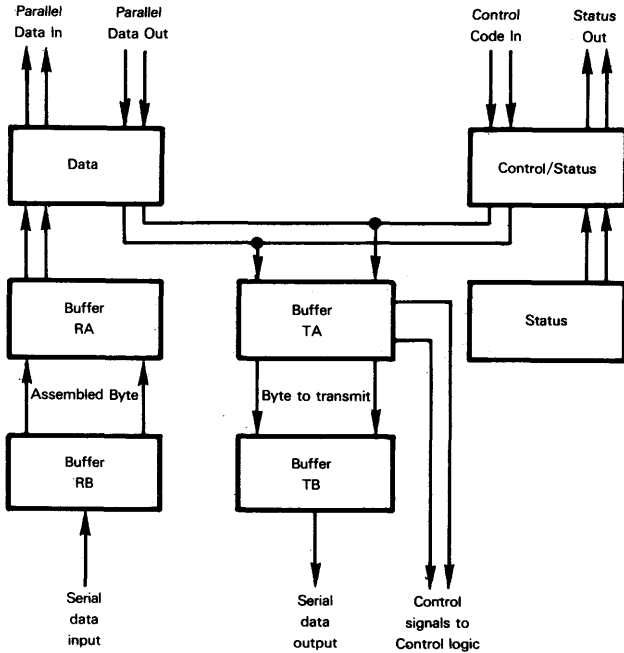 Parallel
Data In
Parallel
Data Out
Control
Code In
Status
Out
Data
Control/Status
Buffer
RA
Buffer
TA
Status
Assembled Byte
Byte to transmit
Buffer
RB
Buffer
TB
Serial
data
input
Serial
data
output
Control
signals to
Control logic